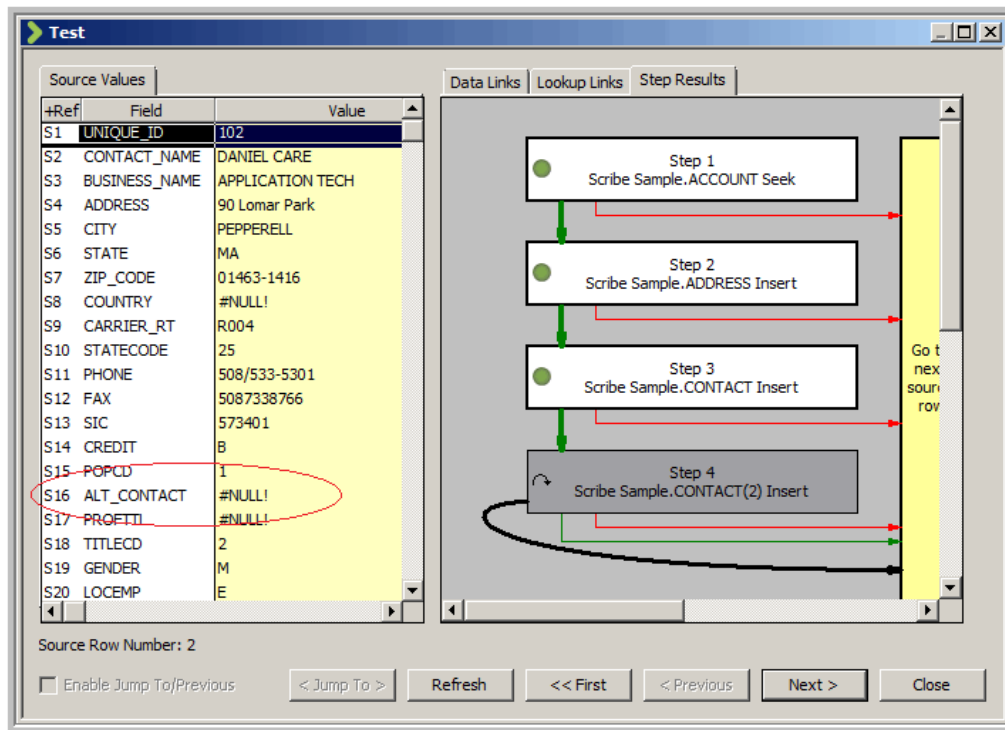 Test
Source Values
+Ref Field Value
S1 UNIQUE_ID 102
S2 CONTACT_NAME DANIEL CARE
S3 BUSINESS_NAME APPLICATION TECH
S4 ADDRESS 90 Lomar Park
S5 CITY PEPPERELL
S6 STATE MA
S7 ZIP_CODE 01463-1416
S8 COUNTRY #NULL!
S9 CARRIER_RT R004
S10 STATECODE 25
S11 PHONE 508/533-5301
S12 FAX 5087338766
S13 SIC 573401
S14 CREDIT B
S15 POPCD 1
S16 ALT_CONTACT #NULL!
S17 PROFTTL #NULL!
S18 TITLECD 2
S19 GENDER M
S20 LOCEMP E
Data Links Lookup Links Step Results
Step 1
Scribe Sample.ACCOUNT Seek
Step 2
Scribe Sample.ADDRESS Insert
Step 3
Scribe Sample.CONTACT Insert
Step 4
Scribe Sample.CONTACT(2) Insert
Go t
nex
sour
row
Source Row Number: 2
Enable Jump To/Previous
< Jump To >
Refresh
<< First
< Previous
Next >
Close